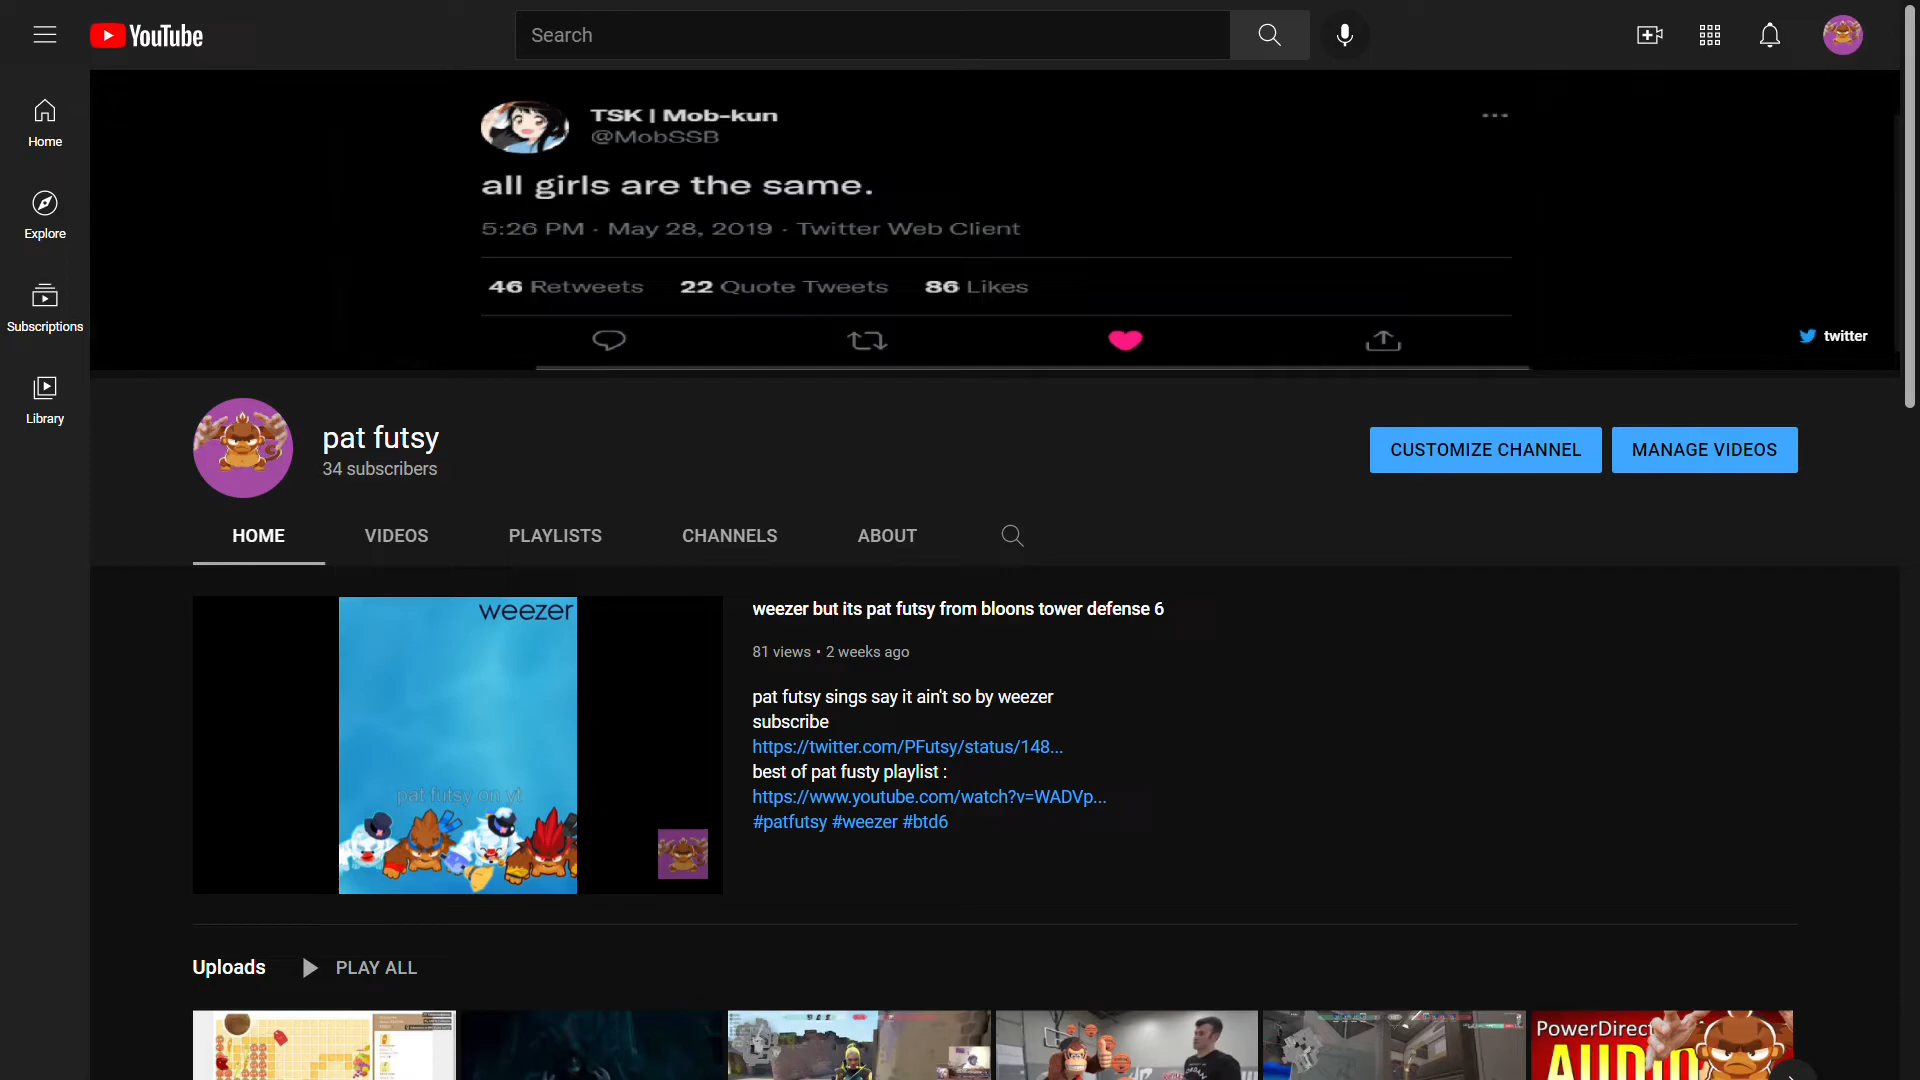 YouTube
Search
Home
Explore
Subscriptions
Library
TSK | Mob-kun
@MobSSB
all girls are the same.
5:26 PM · May 28, 2019 · Twitter Web Client
46 Retweets 22 Quote Tweets 86 Likes
twitter
pat futsy
34 subscribers
CUSTOMIZE CHANNEL
MANAGE VIDEOS
HOME
VIDEOS
PLAYLISTS
CHANNELS
ABOUT
weezer
pat futsy on yt
weezer but its pat futsy from bloons tower defense 6
81 views • 2 weeks ago
pat futsy sings say it ain't so by weezer
subscribe
https://twitter.com/PFutsy/status/148...
best of pat fusty playlist :
https://www.youtube.com/watch?v=WADVp...
#patfutsy #weezer #btd6
Uploads
PLAY ALL
PowerDirect
AUDIO